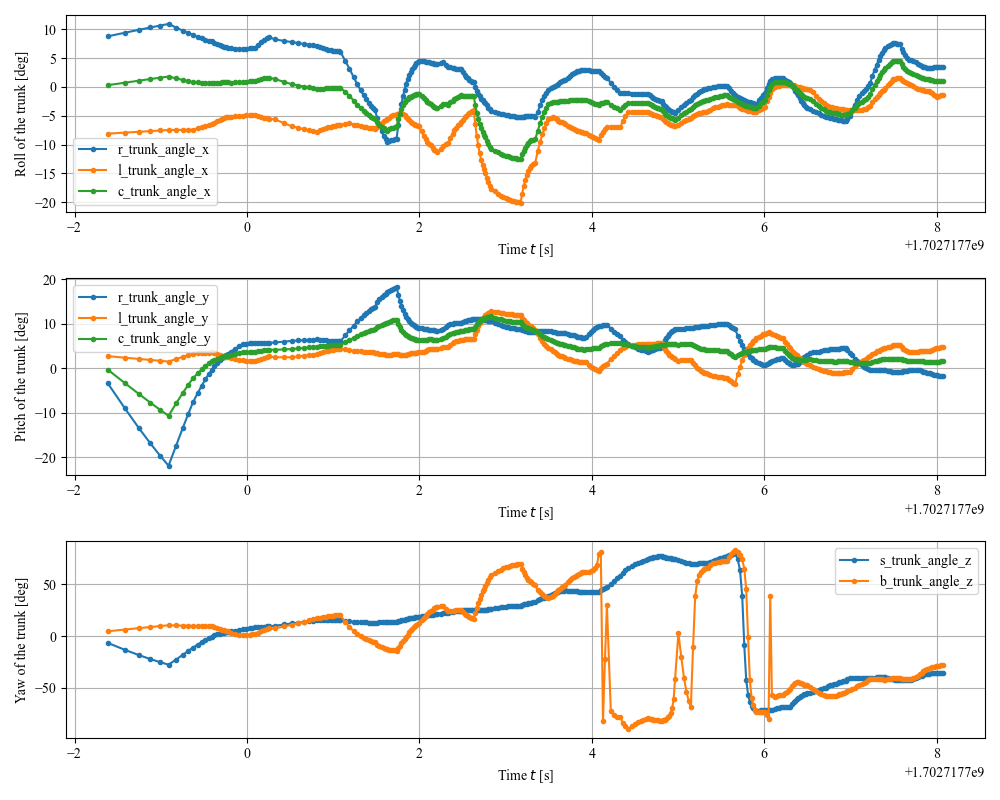 Roll of the trunk [deg]
10
5
0
−5
−10
−15
−20
r_trunk_angle_x
l_trunk_angle_x
c_trunk_angle_x
−2
0
2
4
6
8
Time t [s]
+1.7027177e9
Pitch of the trunk [deg]
20
10
0
−10
−20
r_trunk_angle_y
l_trunk_angle_y
c_trunk_angle_y
−2
0
2
4
6
8
Time t [s]
+1.7027177e9
Yaw of the trunk [deg]
50
0
−50
s_trunk_angle_z
b_trunk_angle_z
−2
0
2
4
6
8
Time t [s]
+1.7027177e9